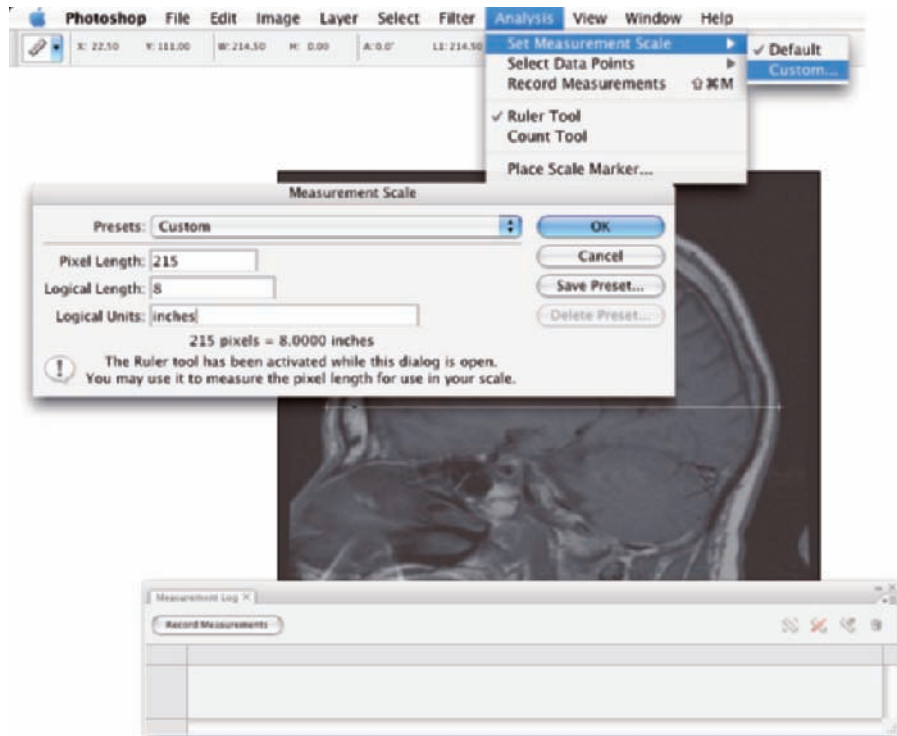 Photoshop File Edit Image Layer Select Filter Analysis View Window Help
X: 22.50 Y: 111.00 W: 214.50 H: 0.00 A: 0.0° L1: 214.50
Set Measurement Scale
Default
Custom...
Select Data Points
Record Measurements ⇧⌘M
Ruler Tool
Count Tool
Place Scale Marker...
Measurement Scale
Presets: Custom
OK
Pixel Length: 215
Cancel
Logical Length: 8
Save Preset...
Logical Units: inches
Delete Preset...
215 pixels = 8.0000 inches
The Ruler tool has been activated while this dialog is open.
You may use it to measure the pixel length for use in your scale.
Measurement Log X
Record Measurements